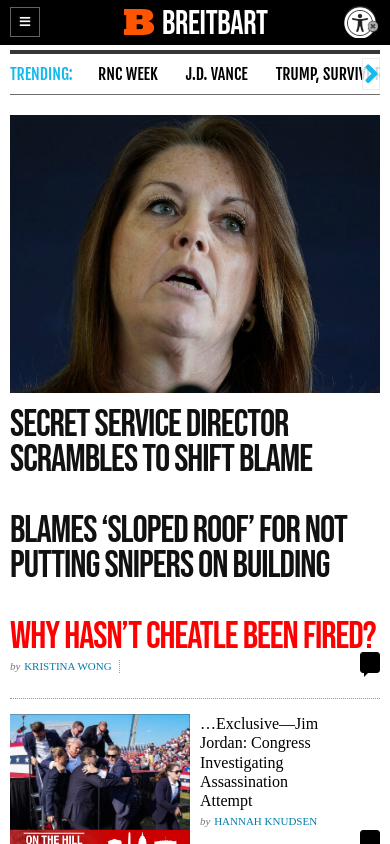 BREITBART
TRENDING:
RNC WEEK
J.D. VANCE
TRUMP,
SECRET SERVICE DIRECTOR
SCRAMBLES TO SHIFT BLAME
BLAMES ‘SLOPED ROOF’ FOR NOT
PUTTING SNIPERS ON BUILDING
WHY HASN’T CHEATLE BEEN FIRED?
by KRISTINA WONG
…Exclusive—Jim
Jordan: Congress
Investigating
Assassination
Attempt
by HANNAH KNUDSEN
ON THE HILL